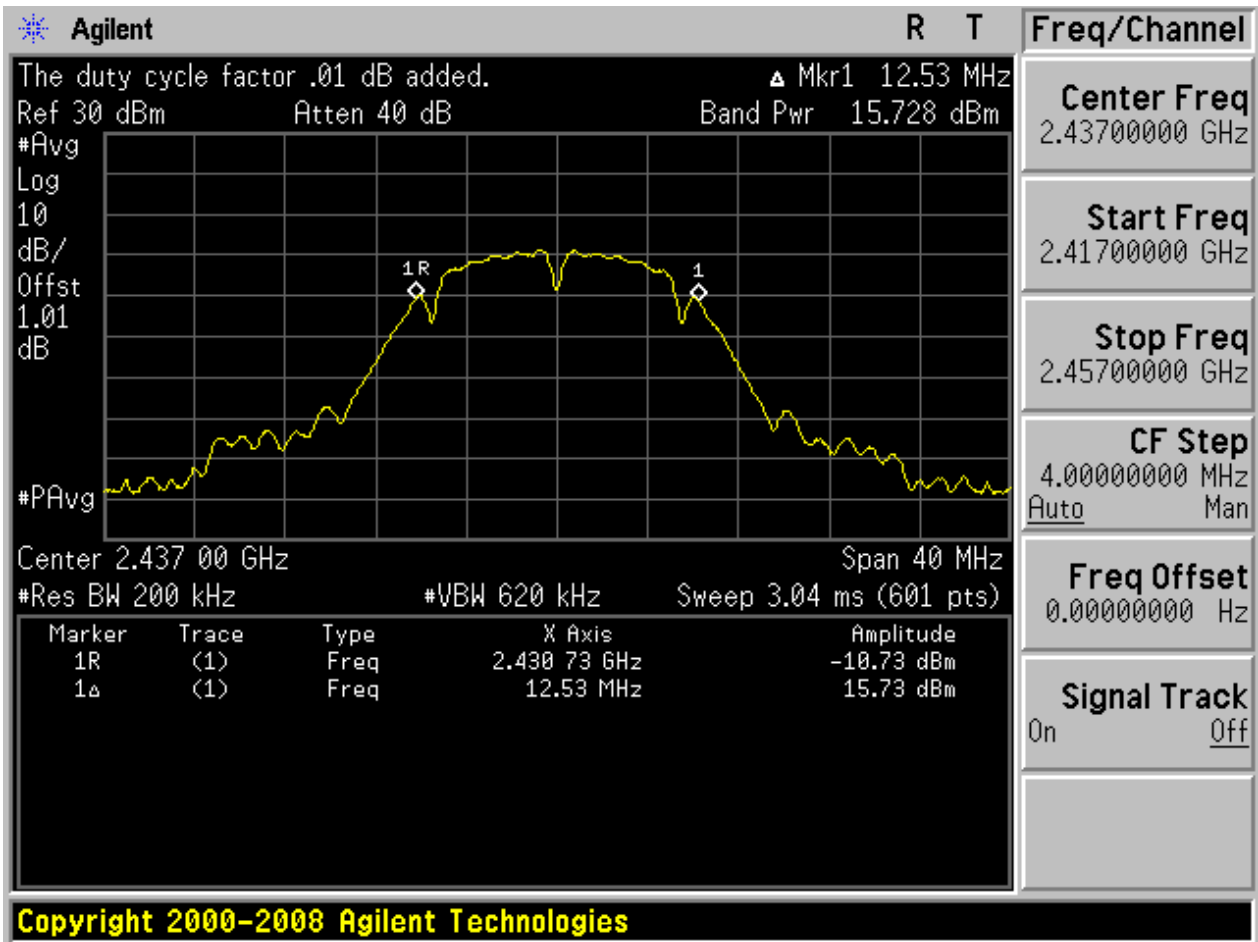 Agilent R T Freq/Channel
The duty cycle factor .01 dB added. Δ Mkr1 12.53 MHz
Ref 30 dBm Atten 40 dB Band Pwr 15.728 dBm
#Avg
Log
10
dB/
Offst
1.01
dB
#PAvg
1R
1
Center 2.437 00 GHz Span 40 MHz
#Res BW 200 kHz #VBW 620 kHz Sweep 3.04 ms (601 pts)
Marker Trace Type X Axis Amplitude
1R (1) Freq 2.430 73 GHz -10.73 dBm
1Δ (1) Freq 12.53 MHz 15.73 dBm
Center Freq
2.43700000 GHz
Start Freq
2.41700000 GHz
Stop Freq
2.45700000 GHz
CF Step
4.00000000 MHz
Auto Man
Freq Offset
0.00000000 Hz
Signal Track
On Off
Copyright 2000-2008 Agilent Technologies